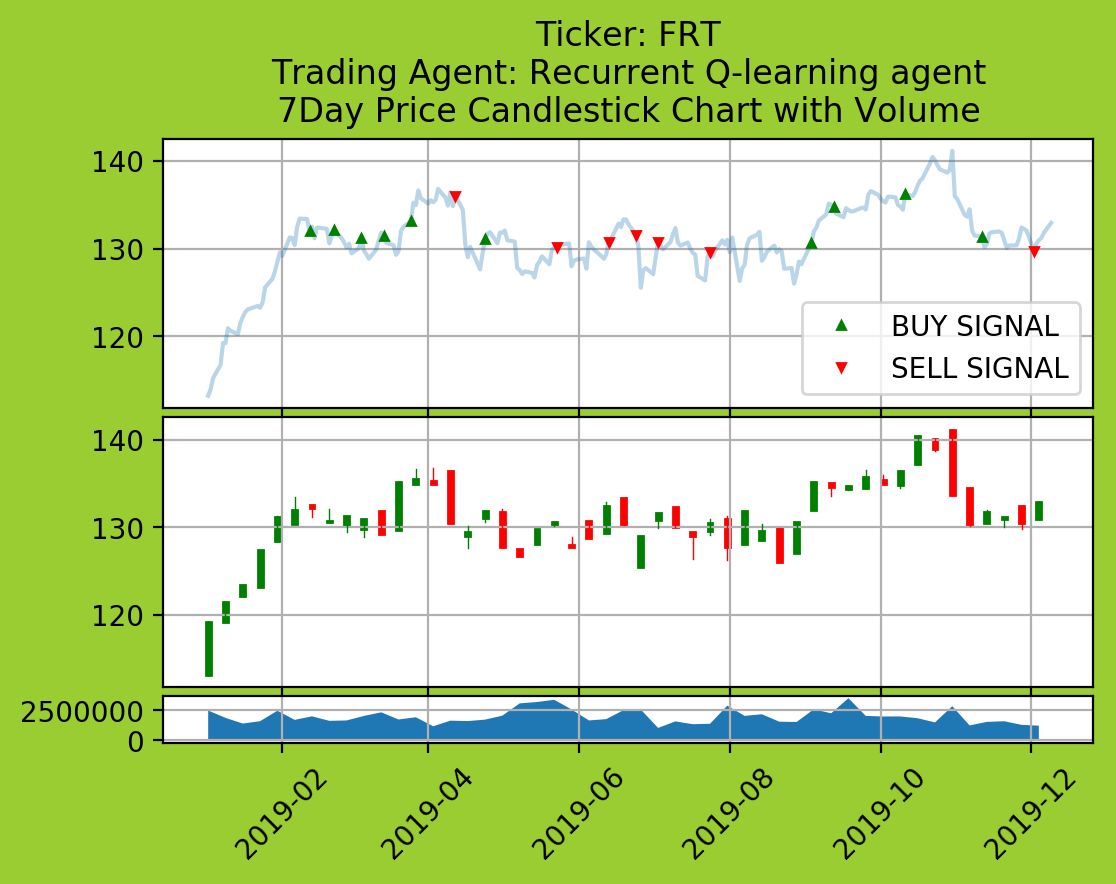 Ticker: FRT
Trading Agent: Recurrent Q-learning agent
7Day Price Candlestick Chart with Volume
140
130
120
BUY SIGNAL
SELL SIGNAL
140
130
120
2500000
0
2019-02
2019-04
2019-06
2019-08
2019-10
2019-12